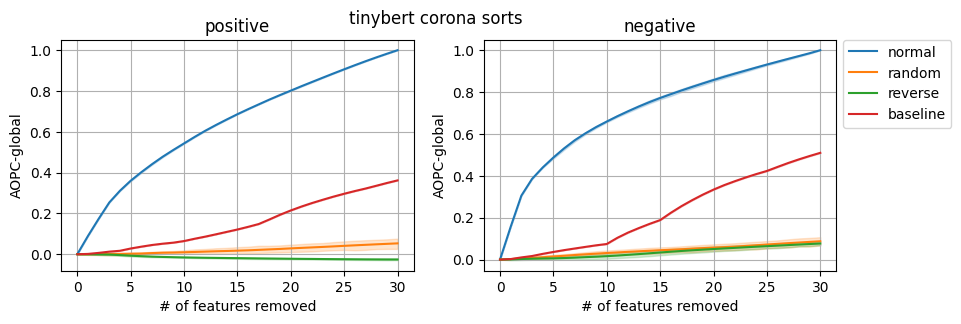 tinybert corona sorts
positive
AOPC-global
1.0
0.8
0.6
0.4
0.2
0.0
0 5 10 15 20 25 30
# of features removed
negative
AOPC-global
1.0
0.8
0.6
0.4
0.2
0.0
0 5 10 15 20 25 30
# of features removed
normal
random
reverse
baseline